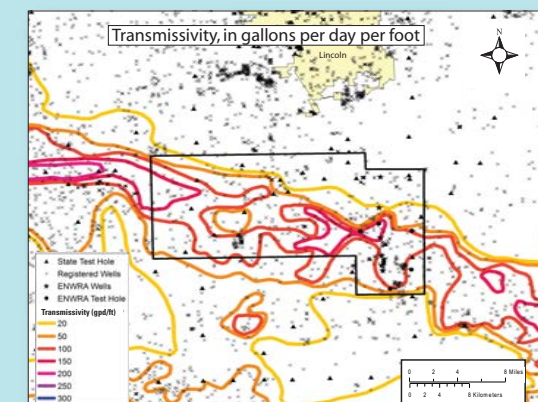 Transmissivity, in gallons per day per foot
Lincoln
N
State Test Hole
Registered Wells
ENWRA Wells
ENWRA Test Hole
Transmissivity (gpd/ft)
20
50
100
150
200
250
300
0 2 4 8 Miles
0 2 4 8 Kilometers